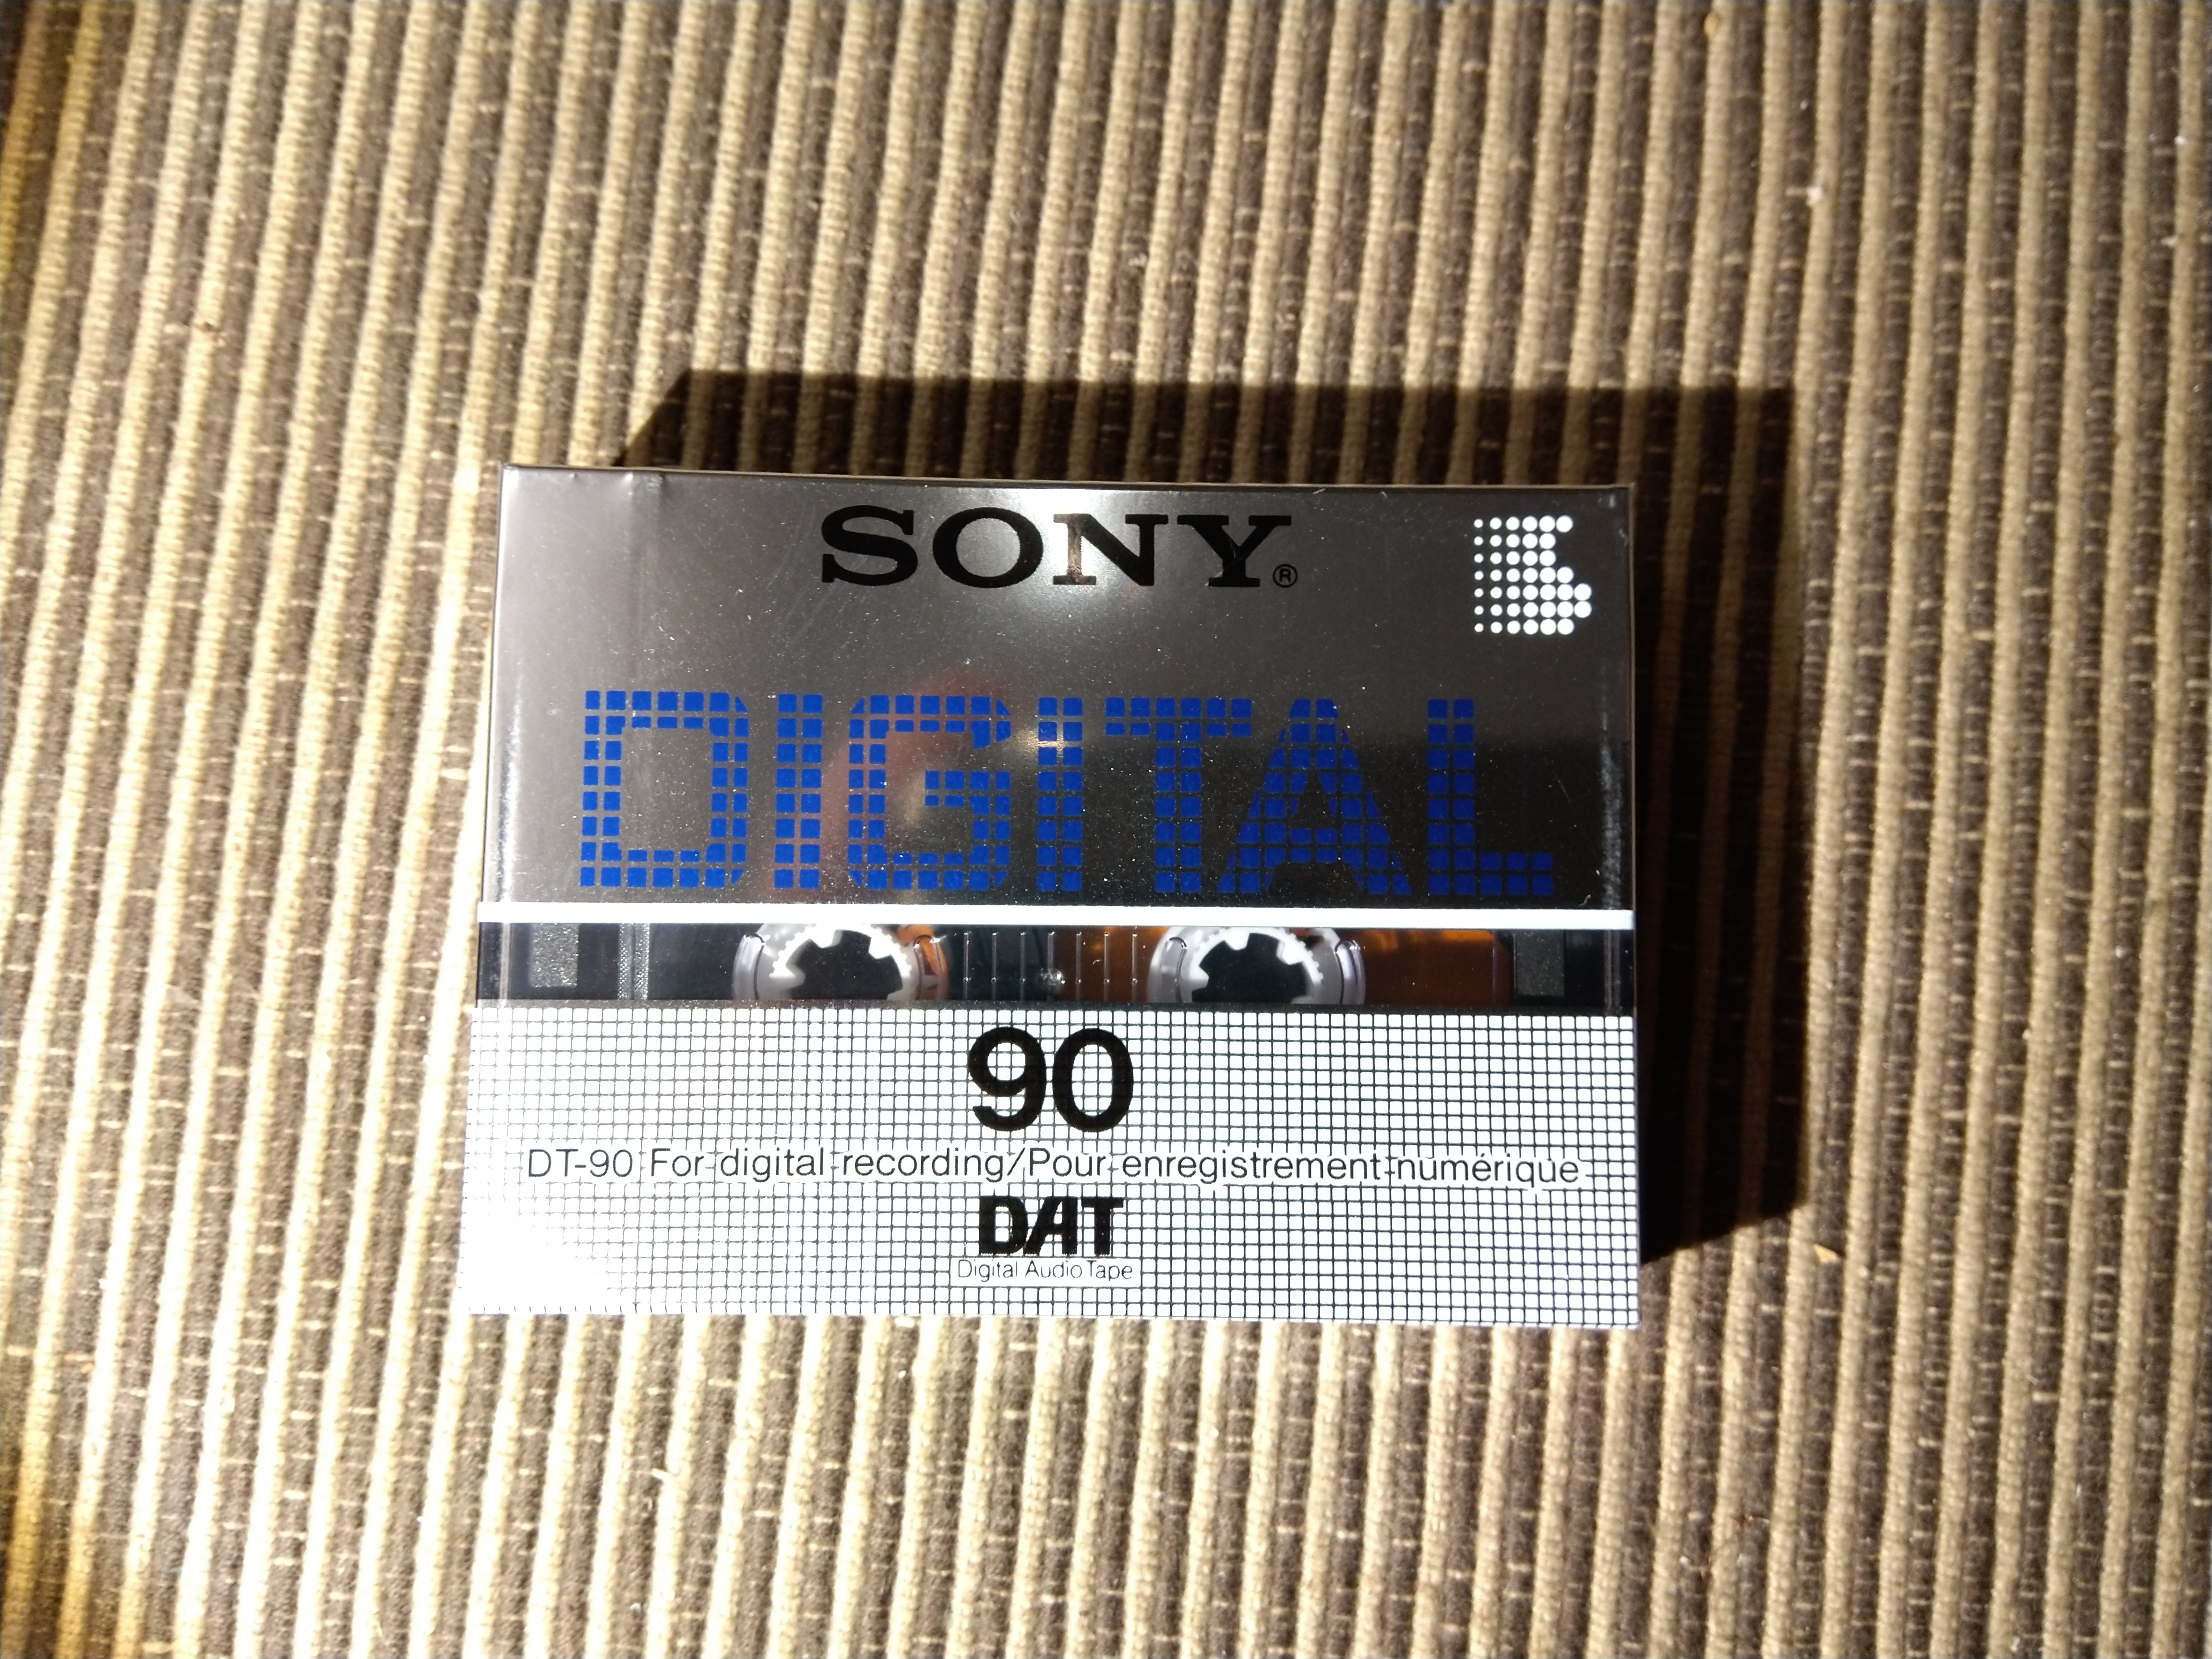 SONY®
DIGITAL
90
DT-90 For digital recording/Pour enregistrement numérique
DAT
Digital Audio Tape